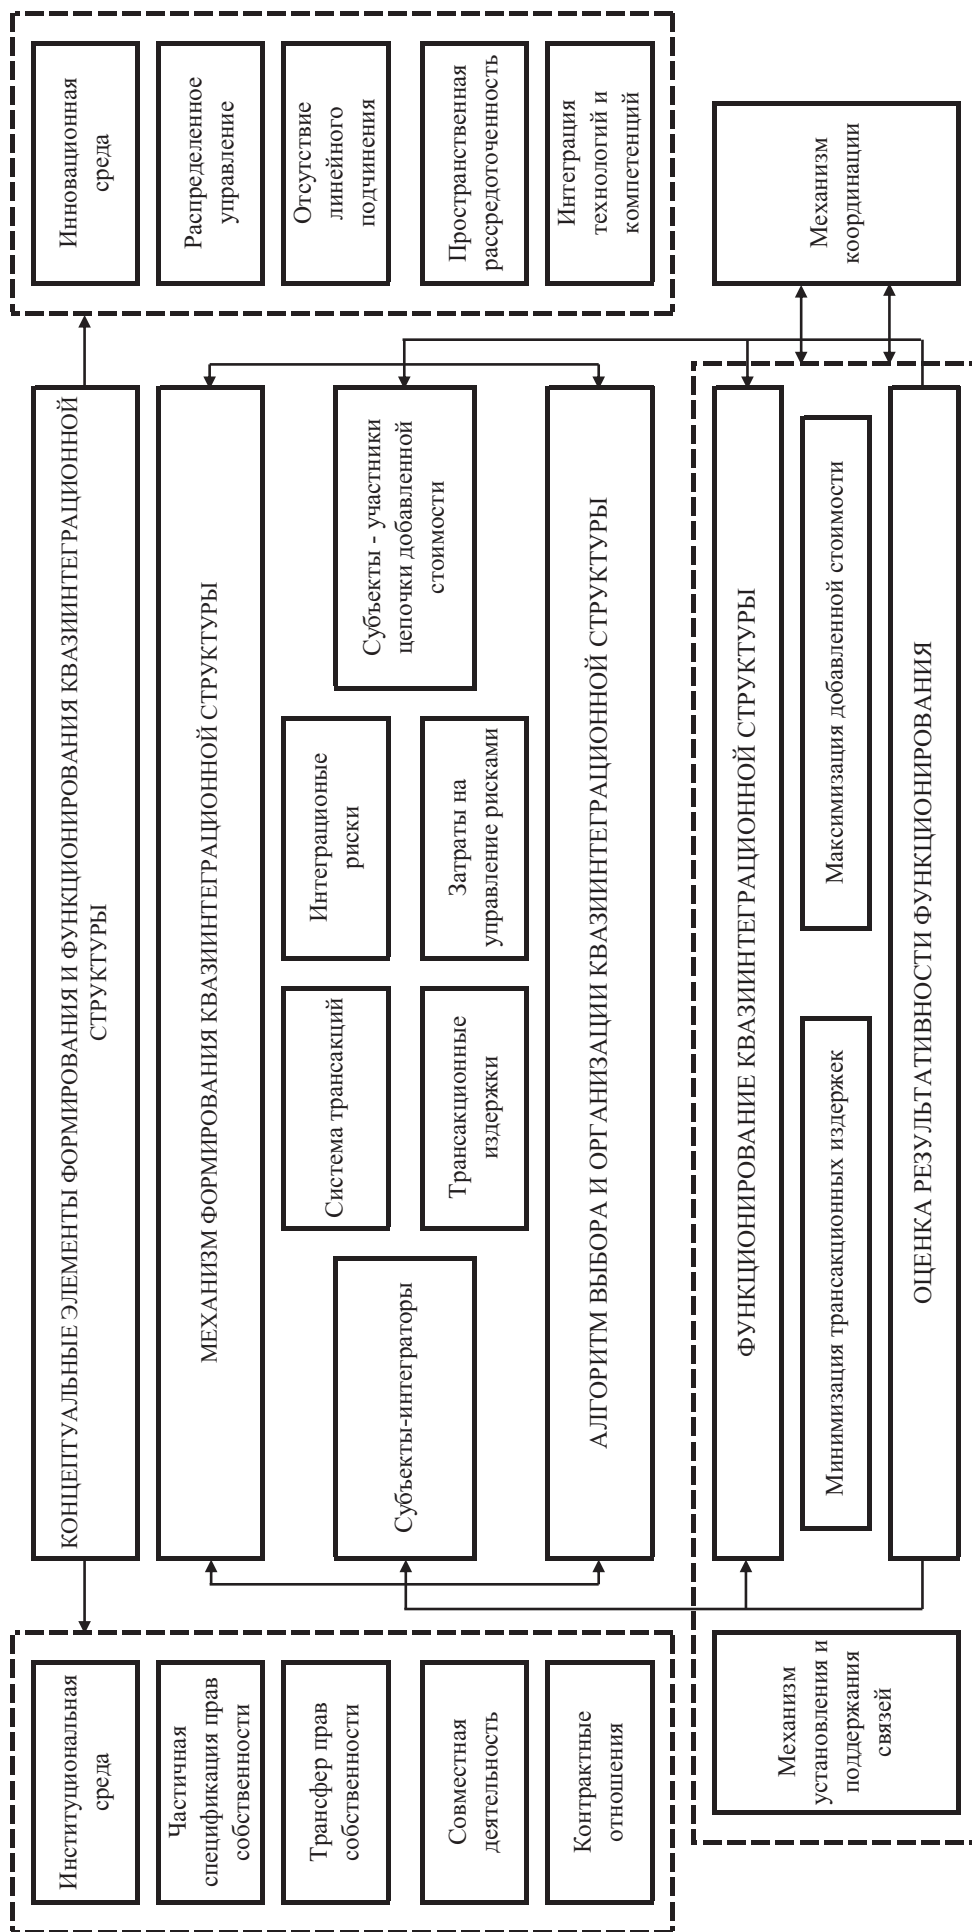 Институциональная
среда
Частичная
спецификация прав
собственности
Трансфер прав
собственности
Совместная
деятельность
Контрактные
отношения
КОНЦЕПТУАЛЬНЫЕ ЭЛЕМЕНТЫ ФОРМИРОВАНИЯ И ФУНКЦИОНИРОВАНИЯ КВАЗИИНТЕГРАЦИОННОЙ
СТРУКТУРЫ
МЕХАНИЗМ ФОРМИРОВАНИЯ КВАЗИИНТЕГРАЦИОННОЙ СТРУКТУРЫ
Субъекты-интеграторы
Система трансакций
Интеграционые
риски
Субъекты - участники
цепочки добавленной
стоимости
Трансакционные
издержки
Затраты на
управление рисками
АЛГОРИТМ ВЫБОРА И ОРГАНИЗАЦИИ КВАЗИИНТЕГРАЦИОННОЙ СТРУКТУРЫ
Инновационная
среда
Распределенное
управление
Отсутствие
линейного
подчинения
Пространственная
рассредоточенность
Интеграция
технологий и
компетенций
Механизм
установления и
поддержания
связей
ФУНКЦИОНИРОВАНИЕ КВАЗИИНТЕГРАЦИОННОЙ СТРУКТУРЫ
Минимизация трансакционных издержек
Максимизация добавленной стоимости
ОЦЕНКА РЕЗУЛЬТАТИВНОСТИ ФУНКЦИОНИРОВАНИЯ
Механизм
координации